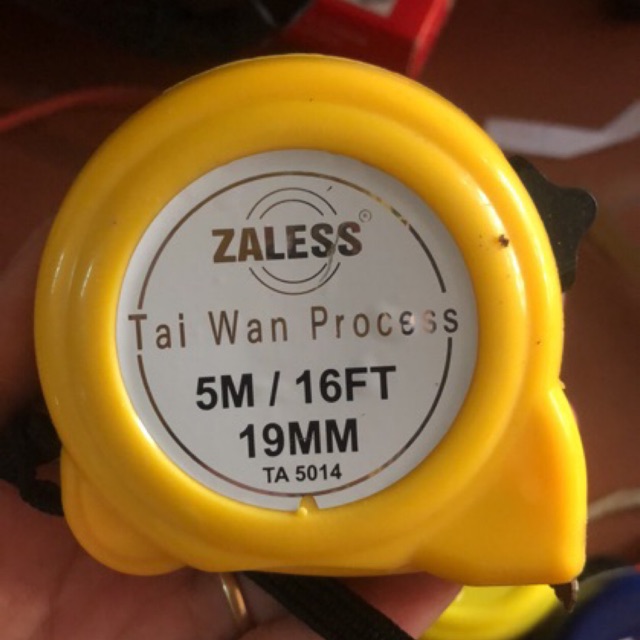 ZALESS®
Tai Wan Process
5M / 16FT
19MM
TA 5014